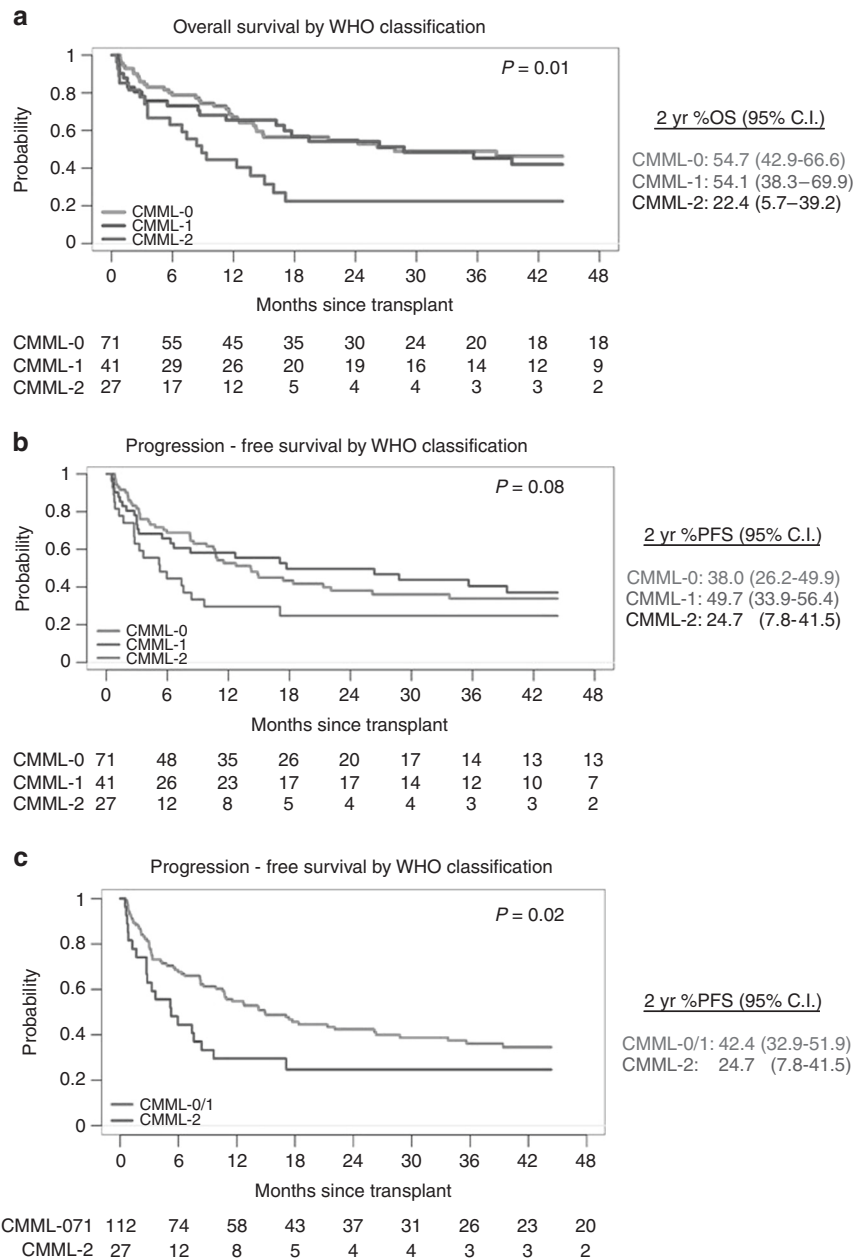 a
Overall survival by WHO classification
P = 0.01
Probability
1
0.8
0.6
0.4
0.2
0
CMML-0
CMML-1
CMML-2
0 6 12 18 24 30 36 42 48
Months since transplant
2 yr %OS (95% C.I.)
CMML-0: 54.7 (42.9-66.6)
CMML-1: 54.1 (38.3–69.9)
CMML-2: 22.4 (5.7–39.2)
CMML-0 71 55 45 35 30 24 20 18 18
CMML-1 41 29 26 20 19 16 14 12 9
CMML-2 27 17 12 5 4 4 3 3 2
b
Progression - free survival by WHO classification
P = 0.08
Probability
1
0.8
0.6
0.4
0.2
0
CMML-0
CMML-1
CMML-2
0 6 12 18 24 30 36 42 48
Months since transplant
2 yr %PFS (95% C.I.)
CMML-0: 38.0 (26.2-49.9)
CMML-1: 49.7 (33.9-56.4)
CMML-2: 24.7 (7.8-41.5)
CMML-0 71 48 35 26 20 17 14 13 13
CMML-1 41 26 23 17 17 14 12 10 7
CMML-2 27 12 8 5 4 4 3 3 2
c
Progression - free survival by WHO classification
P = 0.02
Probability
1
0.8
0.6
0.4
0.2
0
CMML-0/1
CMML-2
0 6 12 18 24 30 36 42 48
Months since transplant
2 yr %PFS (95% C.I.)
CMML-0/1: 42.4 (32.9-51.9)
CMML-2: 24.7 (7.8-41.5)
CMML-071 112 74 58 43 37 31 26 23 20
CMML-2 27 12 8 5 4 4 3 3 2